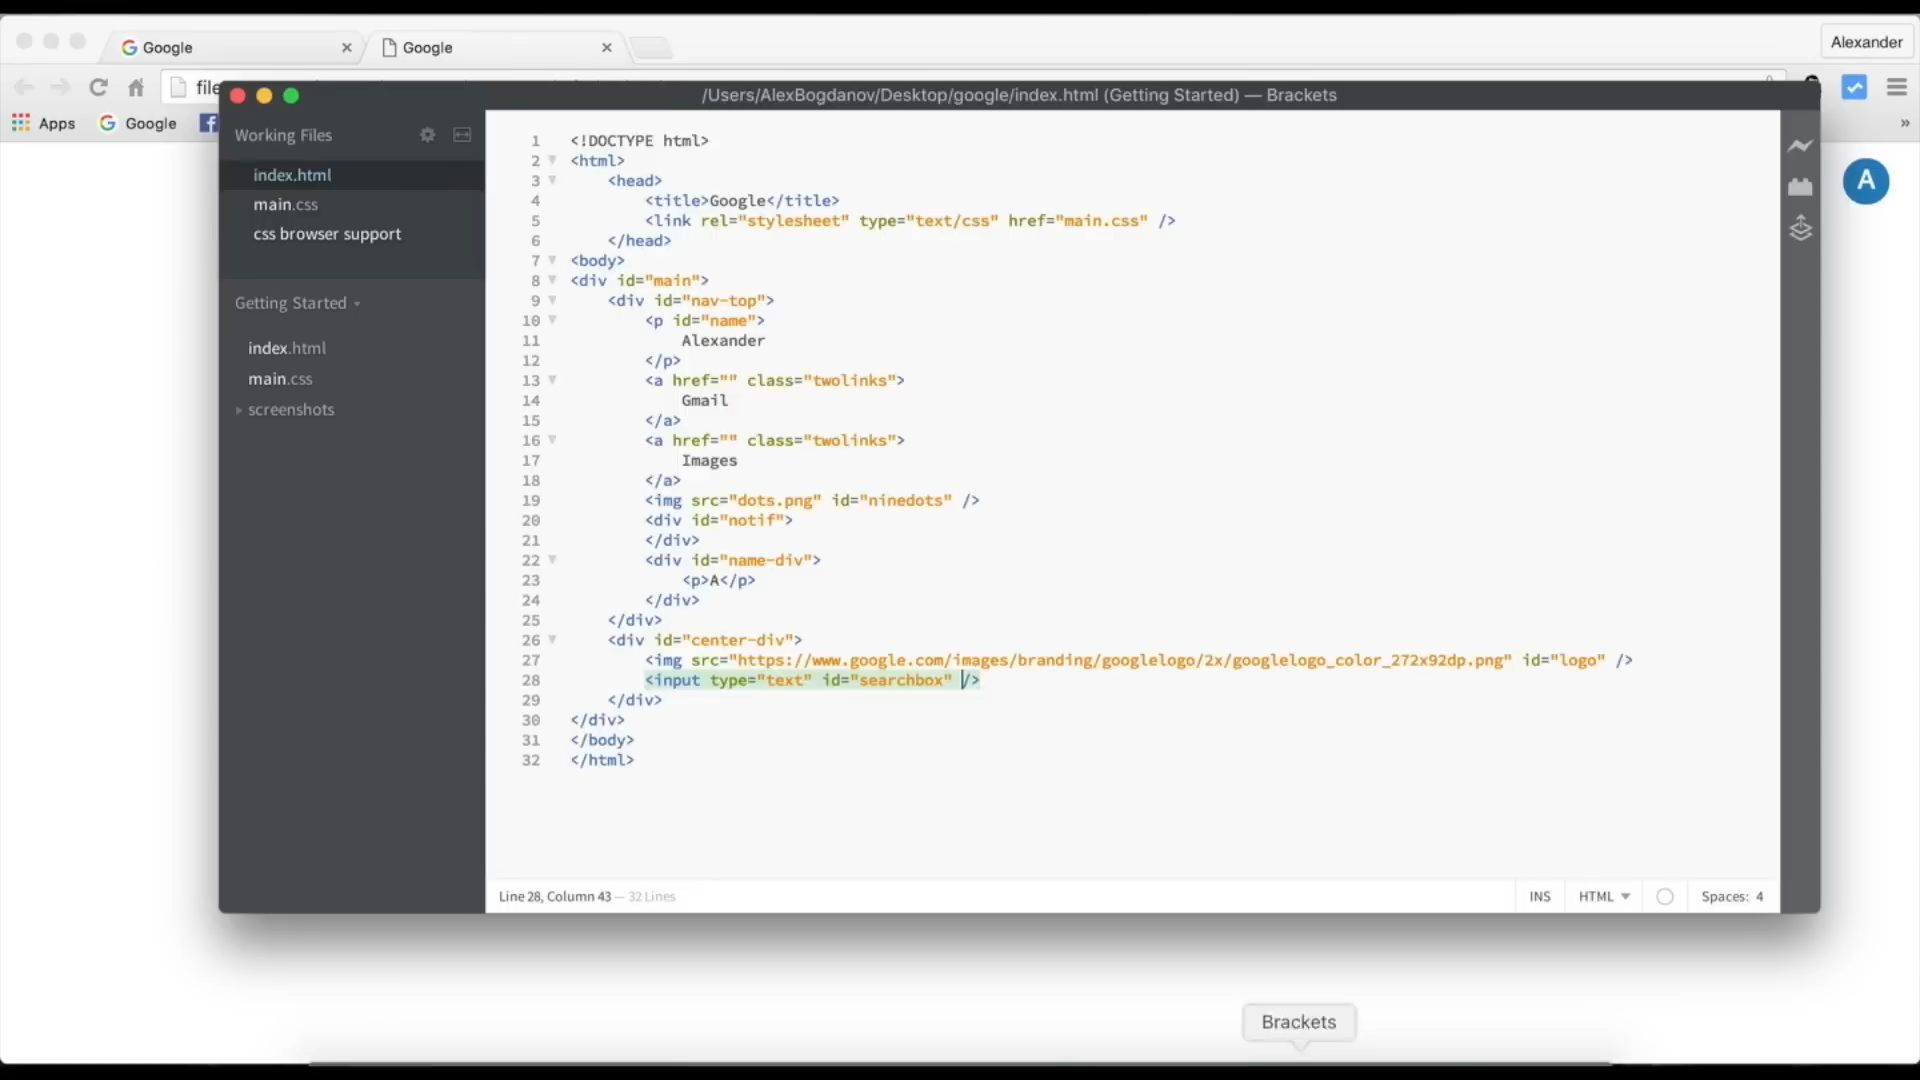 Google
Google
Alexander
file
Apps
Google
»
/Users/AlexBogdanov/Desktop/google/index.html (Getting Started) — Brackets
Working Files
index.html
main.css
css browser support
Getting Started
index.html
main.css
screenshots
1 <!DOCTYPE html>
2 <html>
3 <head>
4 <title>Google</title>
5 <link rel="stylesheet" type="text/css" href="main.css" />
6 </head>
7 <body>
8 <div id="main">
9 <div id="nav-top">
10 <p id="name">
11 Alexander
12 </p>
13 <a href="" class="twolinks">
14 Gmail
15 </a>
16 <a href="" class="twolinks">
17 Images
18 </a>
19 <img src="dots.png" id="ninedots" />
20 <div id="notif">
21 </div>
22 <div id="name-div">
23 <p>A</p>
24 </div>
25 </div>
26 <div id="center-div">
27 <img src="https://www.google.com/images/branding/googlelogo/2x/googlelogo_color_272x92dp.png" id="logo" />
28 <input type="text" id="searchbox" />
29 </div>
30 </div>
31 </body>
32 </html>
A
Line 28, Column 43 — 32 Lines
INS
HTML
Spaces: 4
Brackets